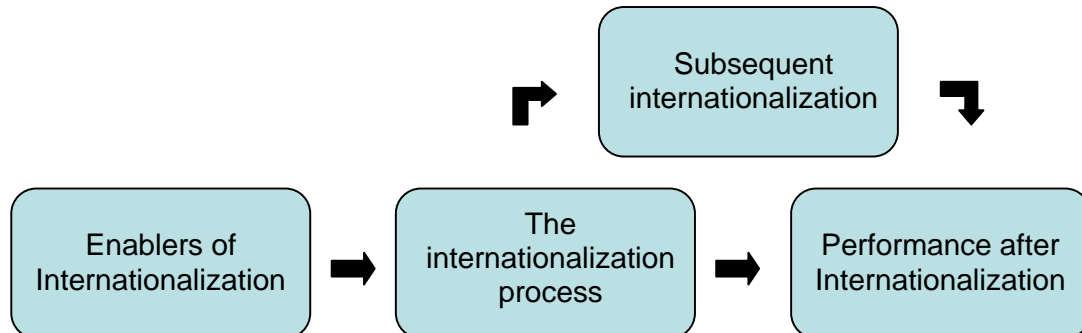 Subsequent
internationalization
Enablers of
Internationalization
The
internationalization
process
Performance after
Internationalization